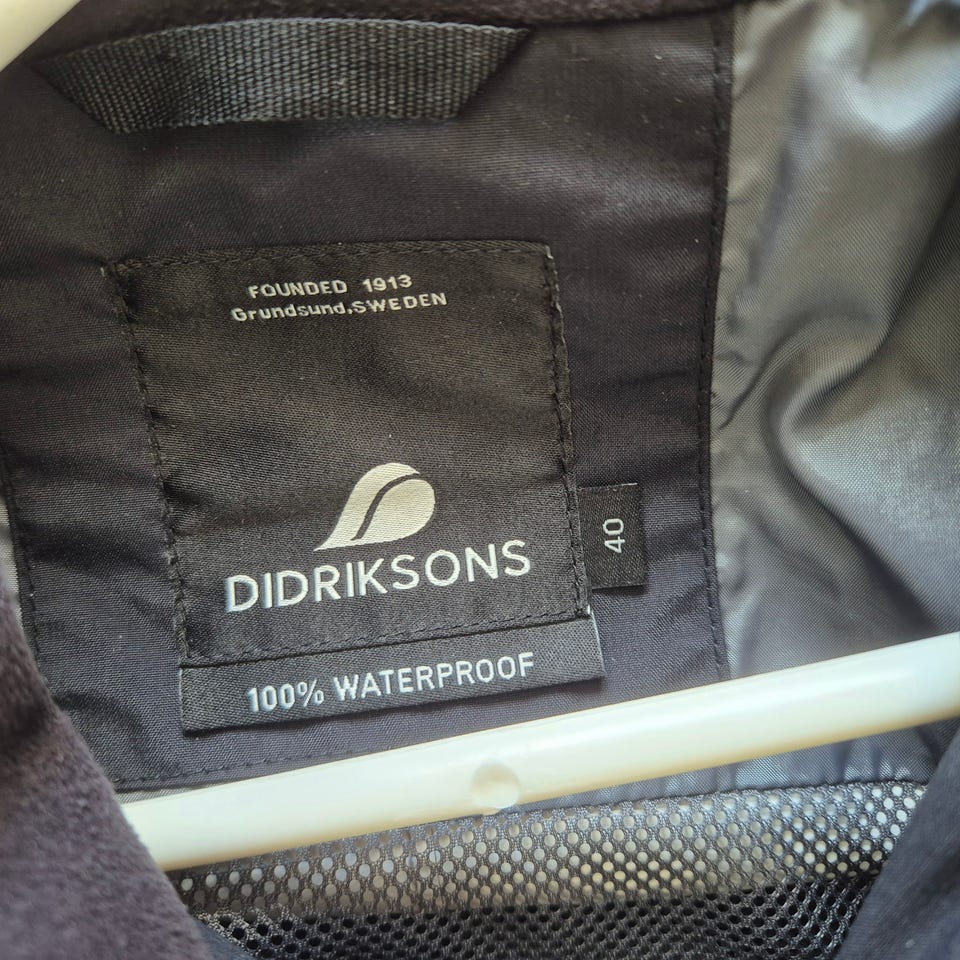 FOUNDED 1913
Grundsund,SWEDEN
DIDRIKSONS
40
100% WATERPROOF